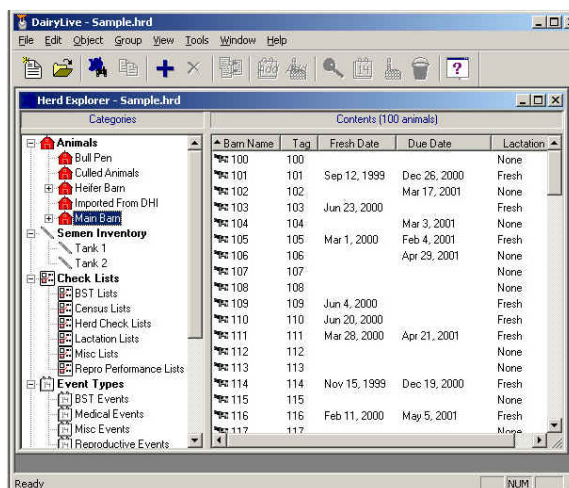 DairyLive - Sample.hrd
File Edit Object Group View Tools Window Help
Herd Explorer - Sample.hrd
Categories
Contents (100 animals)
Animals
Bull Pen
Culled Animals
Heifer Barn
Imported From DHI
Main Barn
Semen Inventory
Tank 1
Tank 2
Check Lists
BST Lists
Census Lists
Herd Check Lists
Lactation Lists
Misc Lists
Repro Performance Lists
Event Types
BST Events
Medical Events
Misc Events
Reproductive Events
Barn Name Tag Fresh Date Due Date Lactation
100 100 None
101 101 Sep 12, 1999 Dec 26, 2000 Fresh
102 102 Mar 17, 2001 None
103 103 Jun 23, 2000 Fresh
104 104 Mar 3, 2001 None
105 105 Mar 1, 2000 Feb 4, 2001 Fresh
106 106 Apr 29, 2001 None
107 107 None
108 108 None
109 109 Jun 4, 2000 Fresh
110 110 Jun 20, 2000 Fresh
111 111 Mar 28, 2000 Apr 21, 2001 Fresh
112 112 None
113 113 None
114 114 Nov 15, 1999 Dec 19, 2000 Fresh
115 115 None
116 116 Feb 11, 2000 May 5, 2001 Fresh
117 117 None
Ready NUM